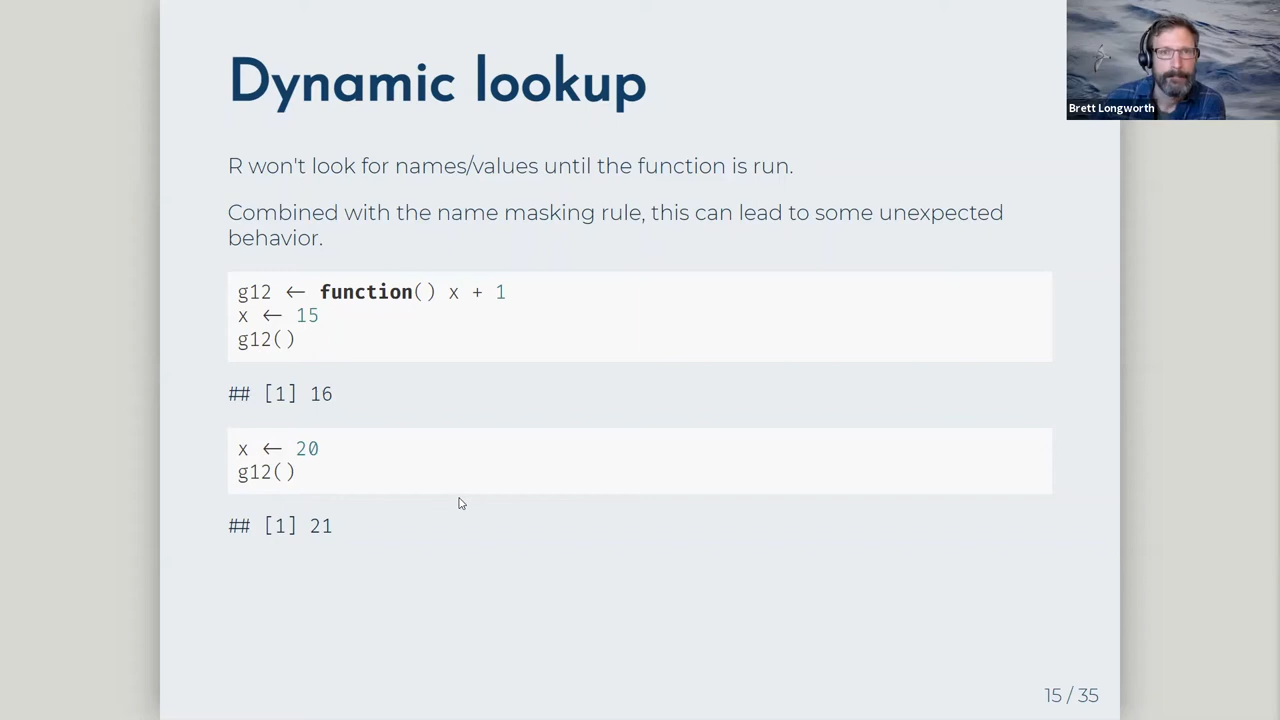 Dynamic lookup
Brett Longworth
R won't look for names/values until the function is run.
Combined with the name masking rule, this can lead to some unexpected
behavior.
g12 ← function() x + 1
x ← 15
g12()
## [1] 16
x ← 20
g12()
## [1] 21
15 / 35